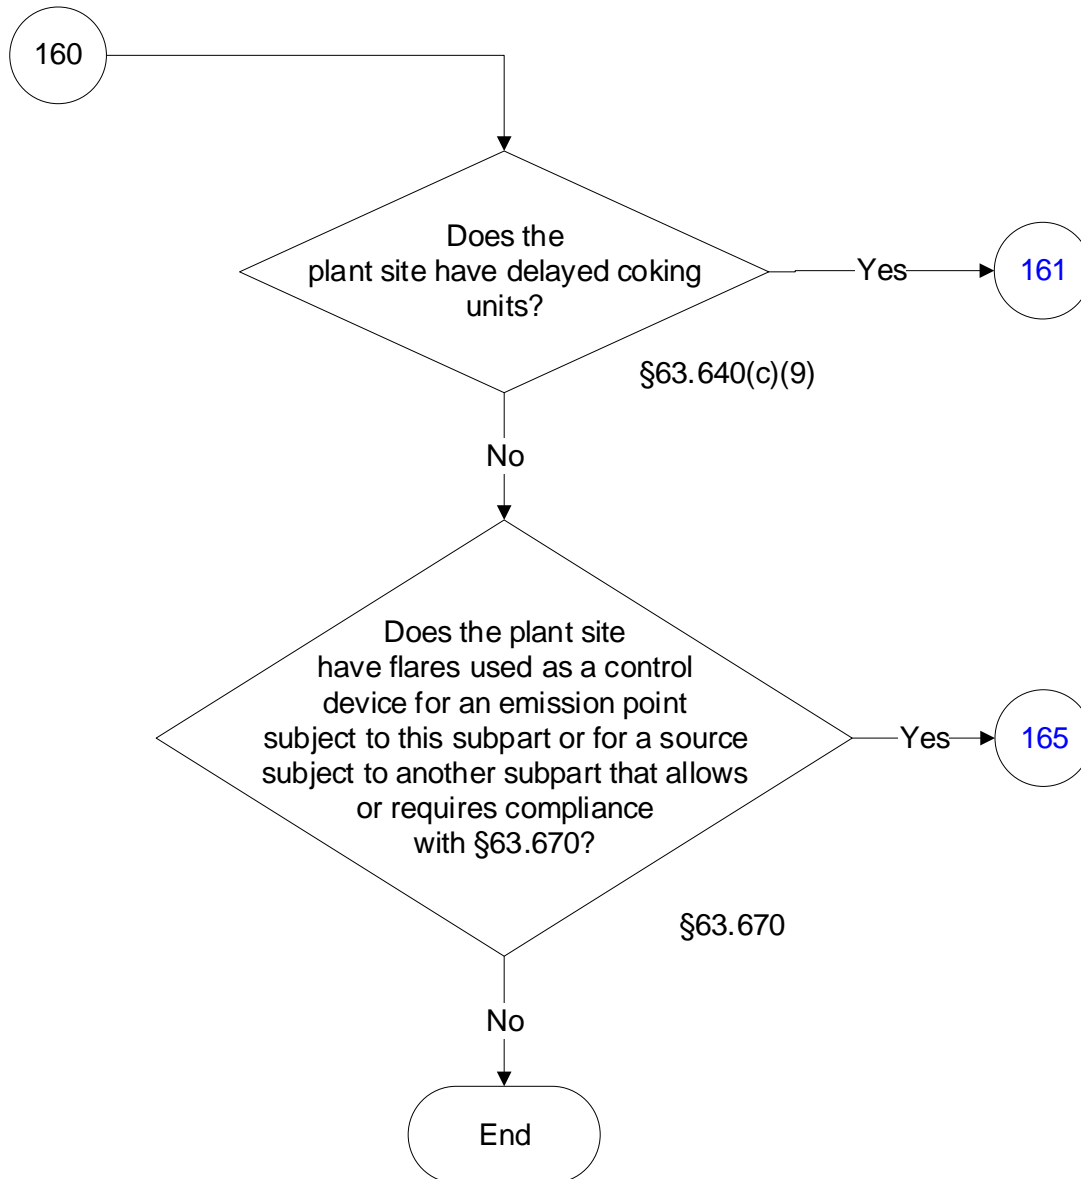 160
Does the
plant site have delayed coking
units?
Yes
161
§63.640(c)(9)
No
Does the plant site
have flares used as a control
device for an emission point
subject to this subpart or for a source
subject to another subpart that allows
or requires compliance
with §63.670?
Yes
165
§63.670
No
End